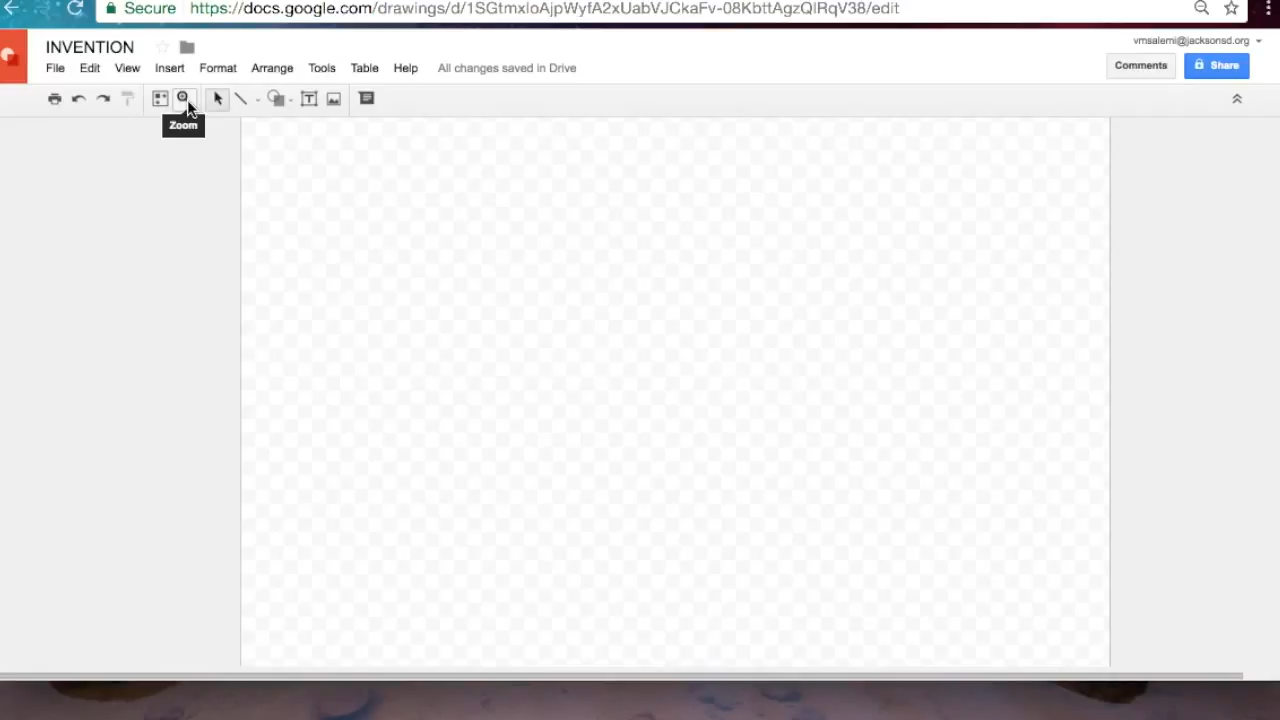 Secure https://docs.google.com/drawings/d/1SGtmxloAjpWyfA2xUabVJCkaFv-08KbttAgzQlRqV38/edit
INVENTION
vmsalemi@jacksonsd.org
File Edit View Insert Format Arrange Tools Table Help All changes saved in Drive
Comments Share
Zoom